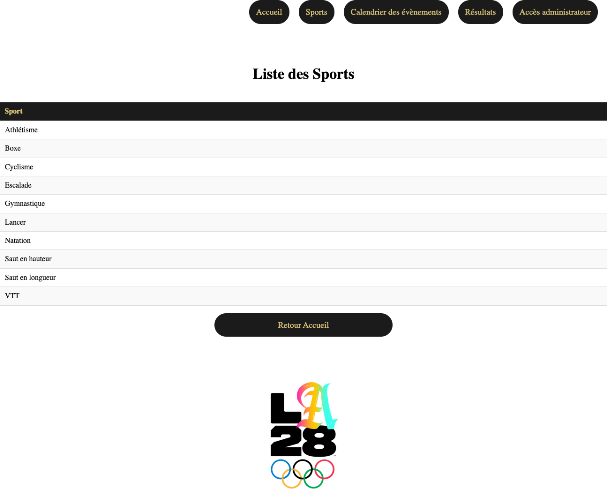 Accueil Sports Calendrier des évènements Résultats Accès administrateur
Liste des Sports
Sport
Athlétisme
Boxe
Cyclisme
Escalade
Gymnastique
Lancer
Natation
Saut en hauteur
Saut en longueur
VTT
Retour Accueil
LA
28